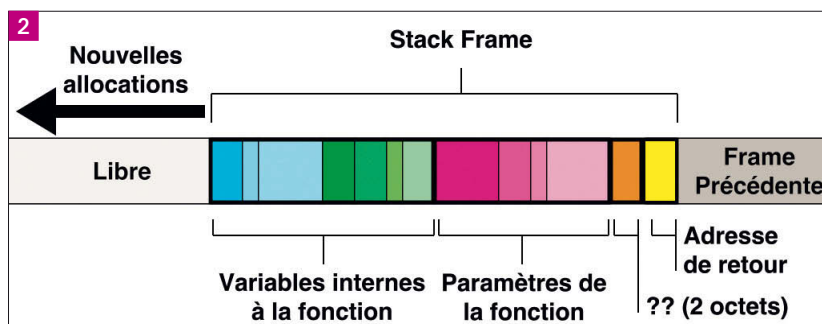 2
Nouvelles
allocations
Stack Frame
Libre
Frame
Précédente
Variables internes
à la fonction
Paramètres de
la fonction
Adresse
de retour
?? (2 octets)